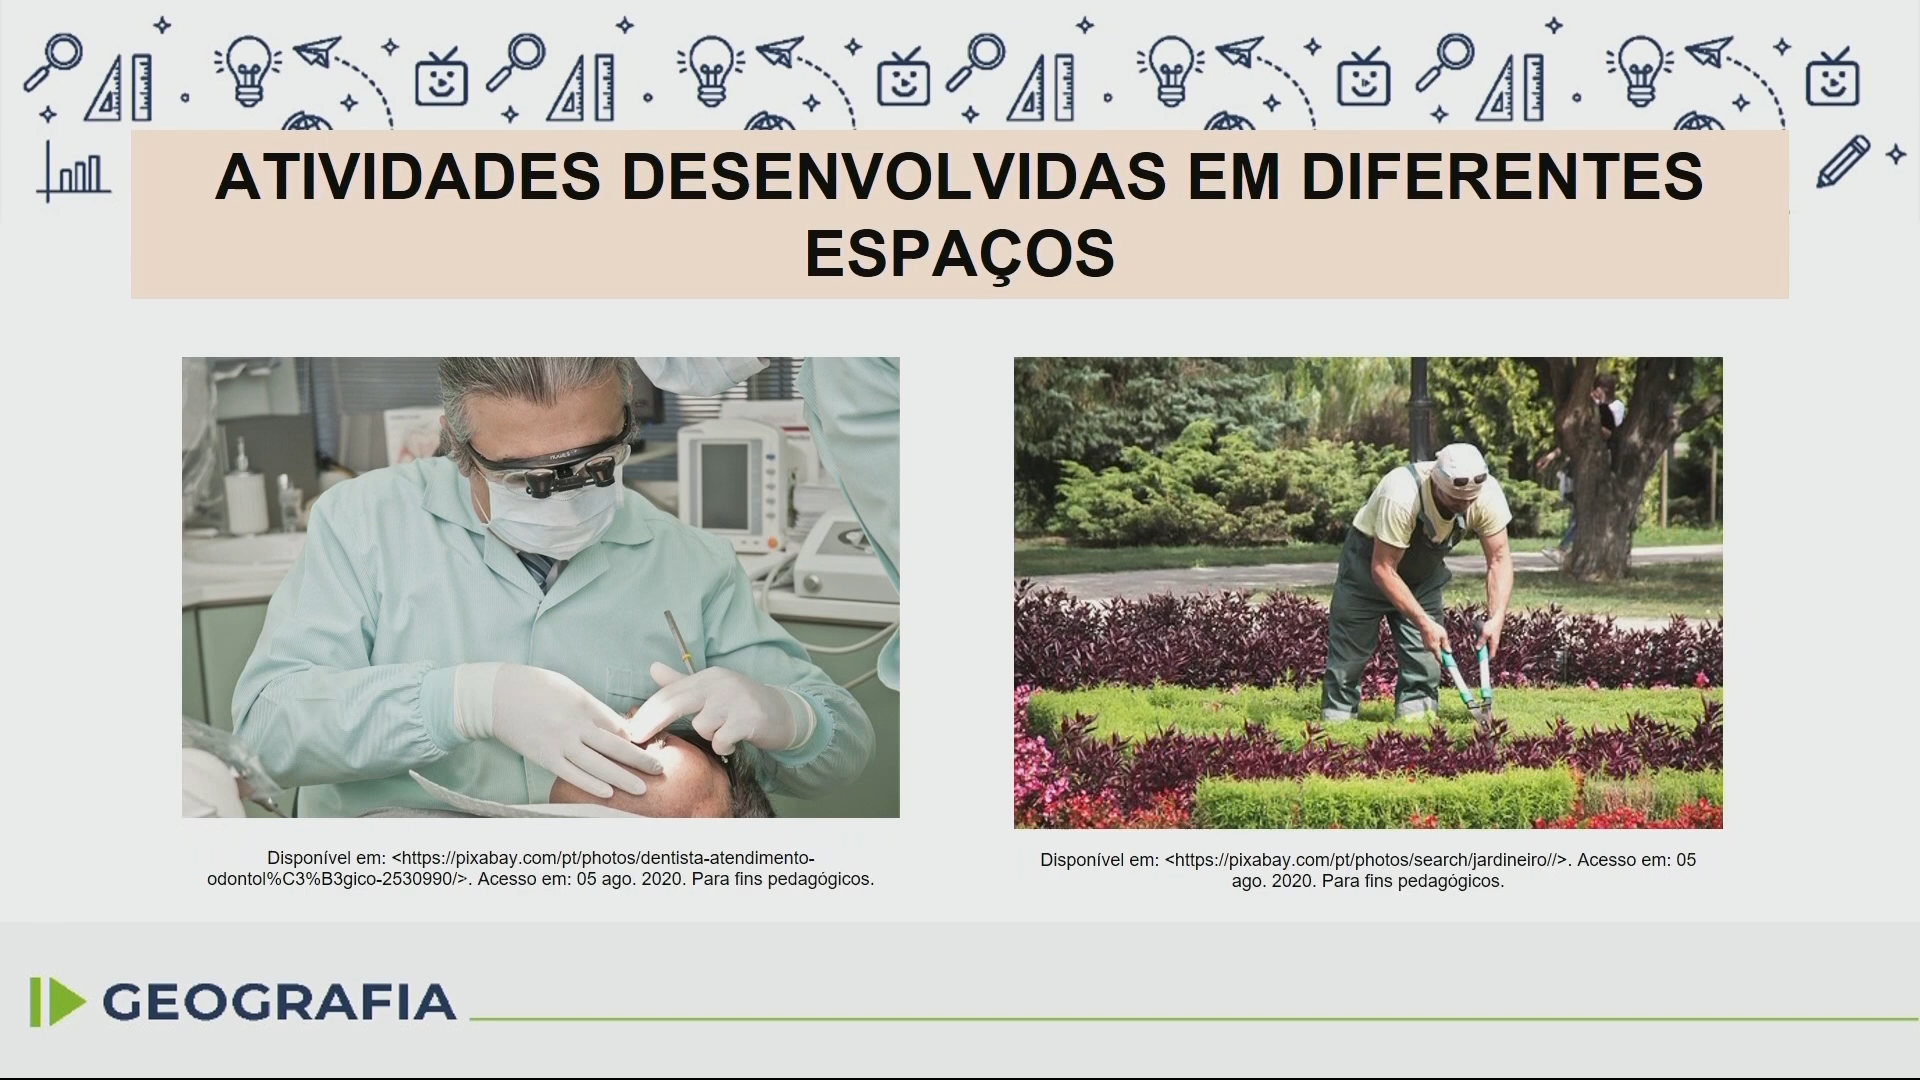 ATIVIDADES DESENVOLVIDAS EM DIFERENTES
ESPAÇOS
Disponível em: <https://pixabay.com/pt/photos/dentista-atendimento-
odontol%C3%B3gico-2530990/>. Acesso em: 05 ago. 2020. Para fins pedagógicos.
Disponível em: <https://pixabay.com/pt/photos/search/jardineiro//>. Acesso em: 05
ago. 2020. Para fins pedagógicos.
GEOGRAFIA